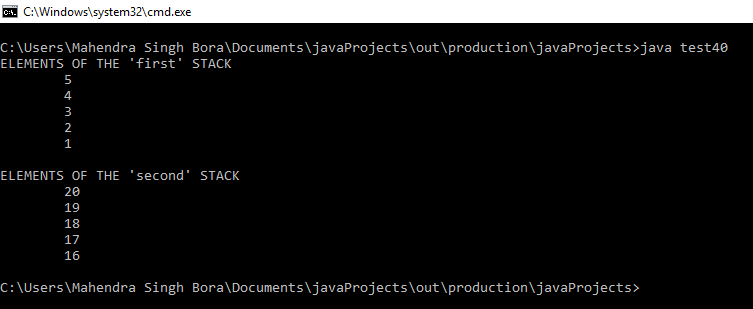 C:\Windows\system32\cmd.exe
C:\Users\Mahendra Singh Bora\Documents\javaProjects\out\production\javaProjects>java test40
ELEMENTS OF THE 'first' STACK
5
4
3
2
1
ELEMENTS OF THE 'second' STACK
20
19
18
17
16
C:\Users\Mahendra Singh Bora\Documents\javaProjects\out\production\javaProjects>